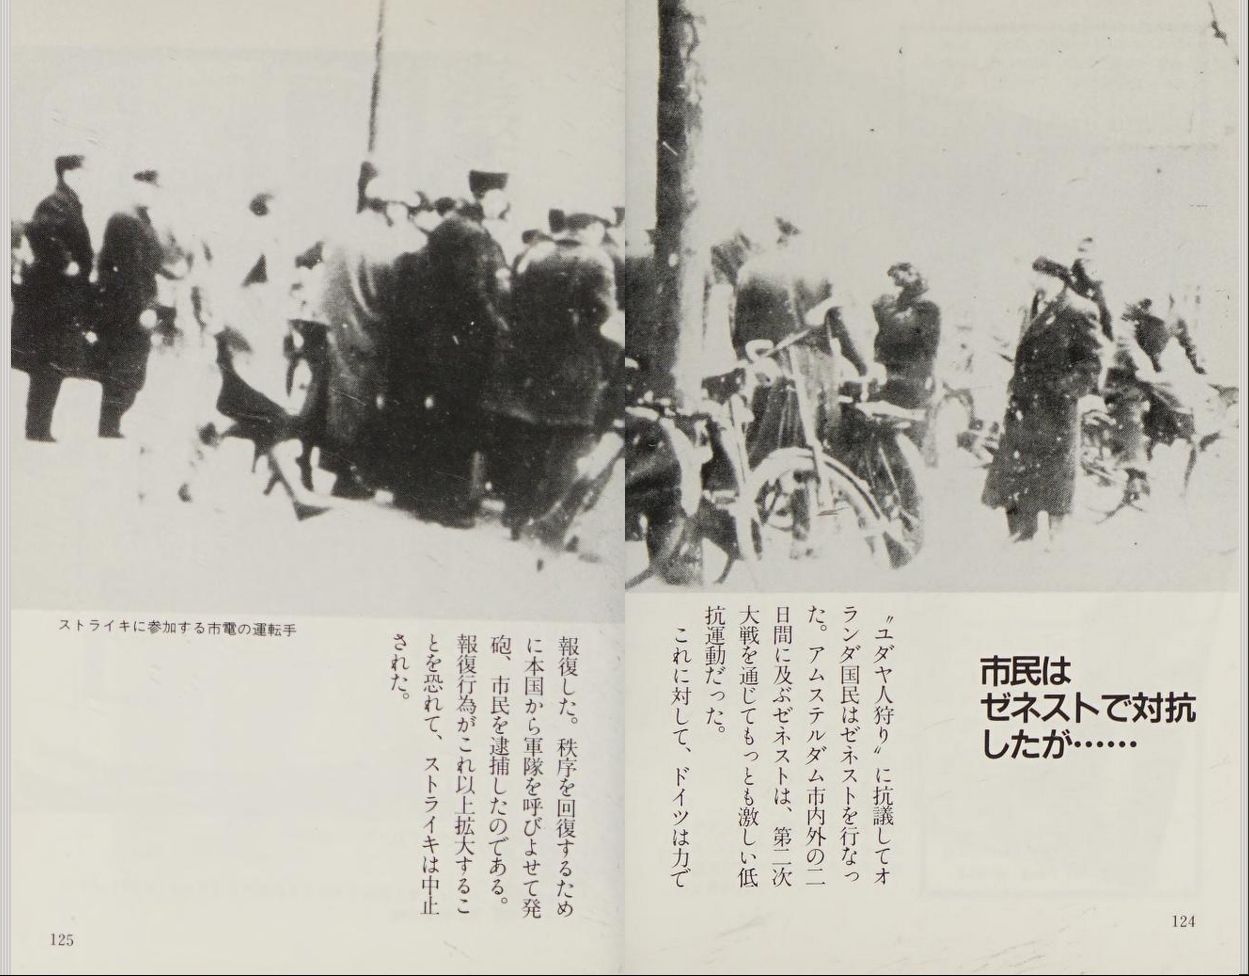 市民は
ゼネストで対抗
したが……
〝ユダヤ人狩り〟に抗議してオ
ランダ国民はゼネストを行なっ
た。アムステルダム市内外の二
日間に及ぶゼネストは、第二次
大戦を通じてもっとも激しい低
抗運動だった。
これに対して、ドイツは力で
124
報復した。秩序を回復するため
に本国から軍隊を呼びよせて発
砲、市民を逮捕したのである。
報復行為がこれ以上拡大するこ
とを恐れて、ストライキは中止
された。
ストライキに参加する市電の運転手
125